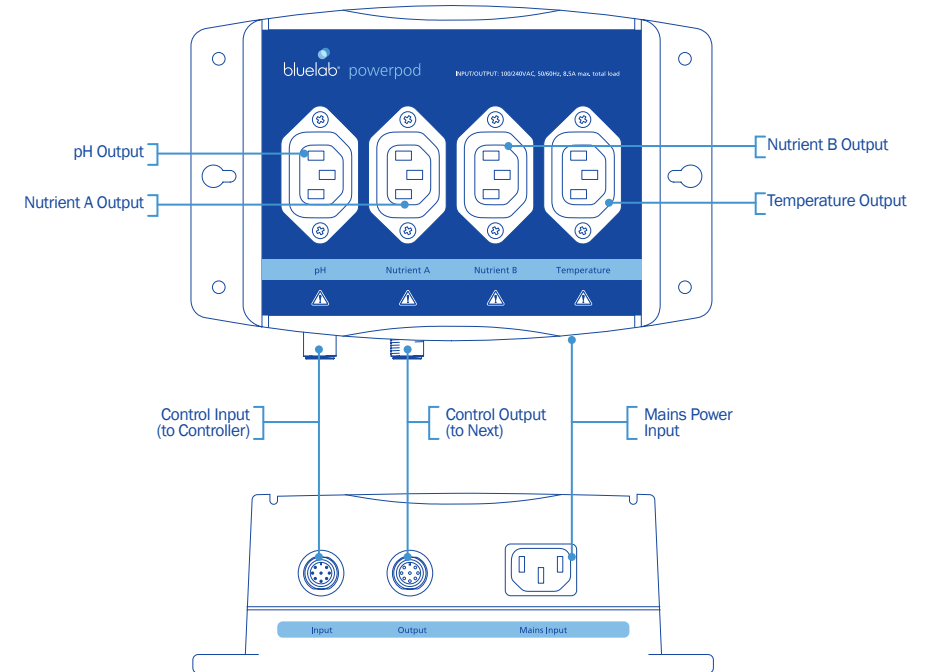 bluelab® powerpod
INPUT/OUTPUT: 100/240VAC, 50/60Hz, 8.5A max. total load
pH Output
Nutrient A Output
Nutrient B Output
Temperature Output
pH
Nutrient A
Nutrient B
Temperature
Control Input
(to Controller)
Control Output
(to Next)
Mains Power
Input
Input
Output
Mains Input